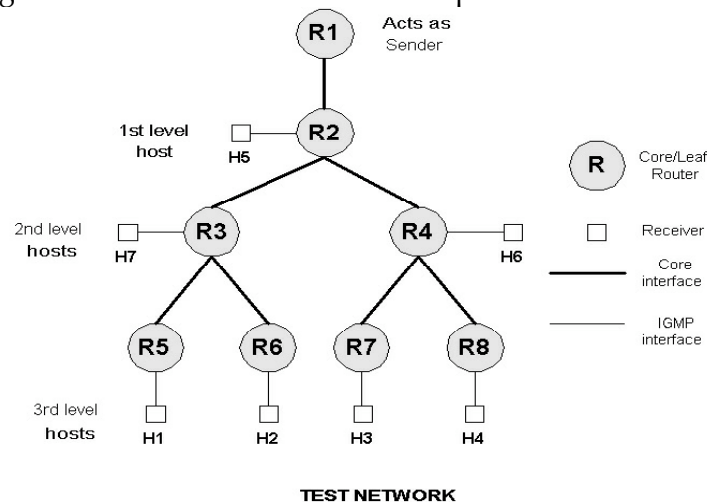 R1
Acts as
Sender
1st level
host
H5
R2
R
Core/Leaf
Router
2nd level
hosts
H7
R3
R4
H6
Receiver
Core
interface
IGMP
interface
R5
R6
R7
R8
3rd level
hosts
H1
H2
H3
H4
TEST NETWORK